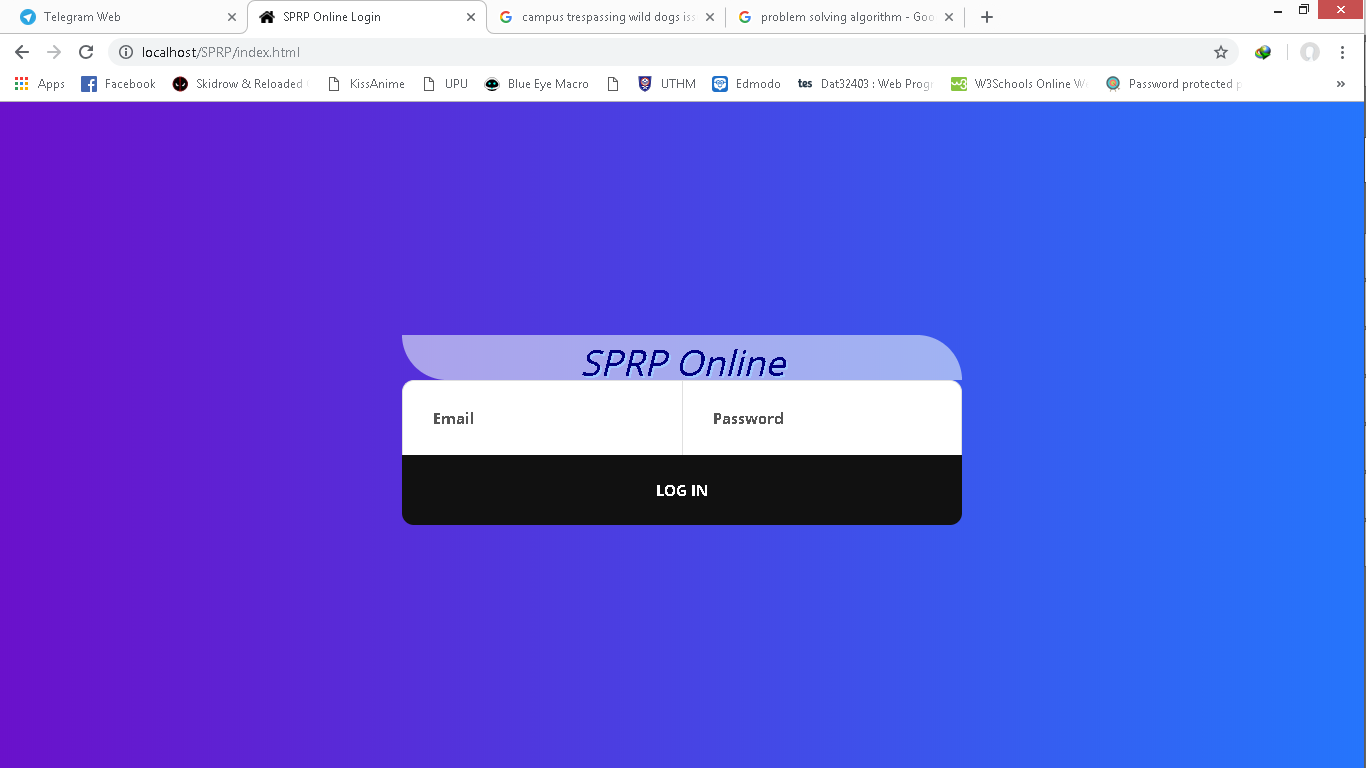 Telegram Web
SPRP Online Login
campus trespassing wild dogs iss
problem solving algorithm - Goo
localhost/SPRP/index.html
Apps Facebook Skidrow & Reloaded KissAnime UPU Blue Eye Macro UTHM Edmodo tes Dat32403 : Web Progr W3Schools Online We Password protected p »
SPRP Online
Email Password
LOG IN